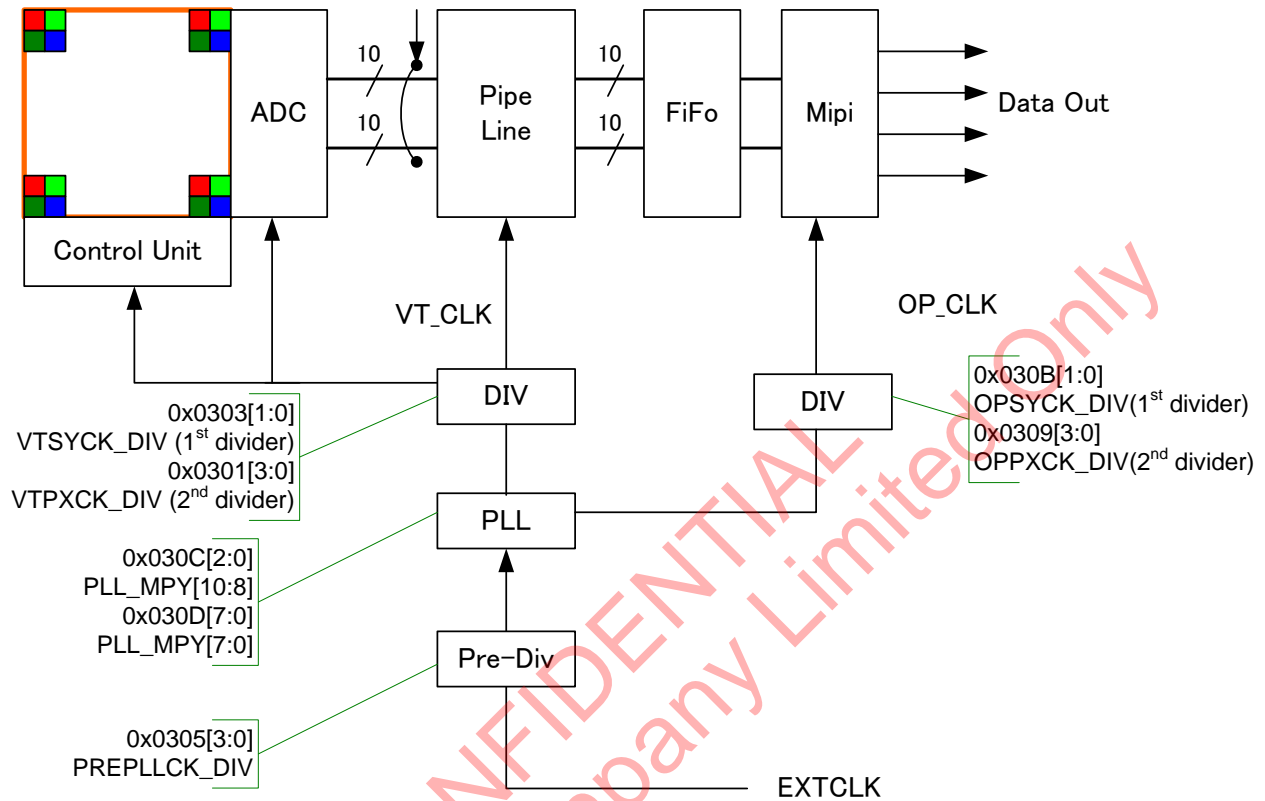 10
10
ADC
Pipe
Line
10
10
FiFo
Mipi
Data Out
Control Unit
VT_CLK
OP_CLK
DIV
DIV
0x0303[1:0]
VTSYCK_DIV (1st divider)
0x0301[3:0]
VTPXCK_DIV (2nd divider)
0x030B[1:0]
OPSYCK_DIV(1st divider)
0x0309[3:0]
OPPXCK_DIV(2nd divider)
PLL
0x030C[2:0]
PLL_MPY[10:8]
0x030D[7:0]
PLL_MPY[7:0]
Pre-Div
0x0305[3:0]
PREPLLCK_DIV
EXTCLK
NFIDENTIAL
pany Limited Only